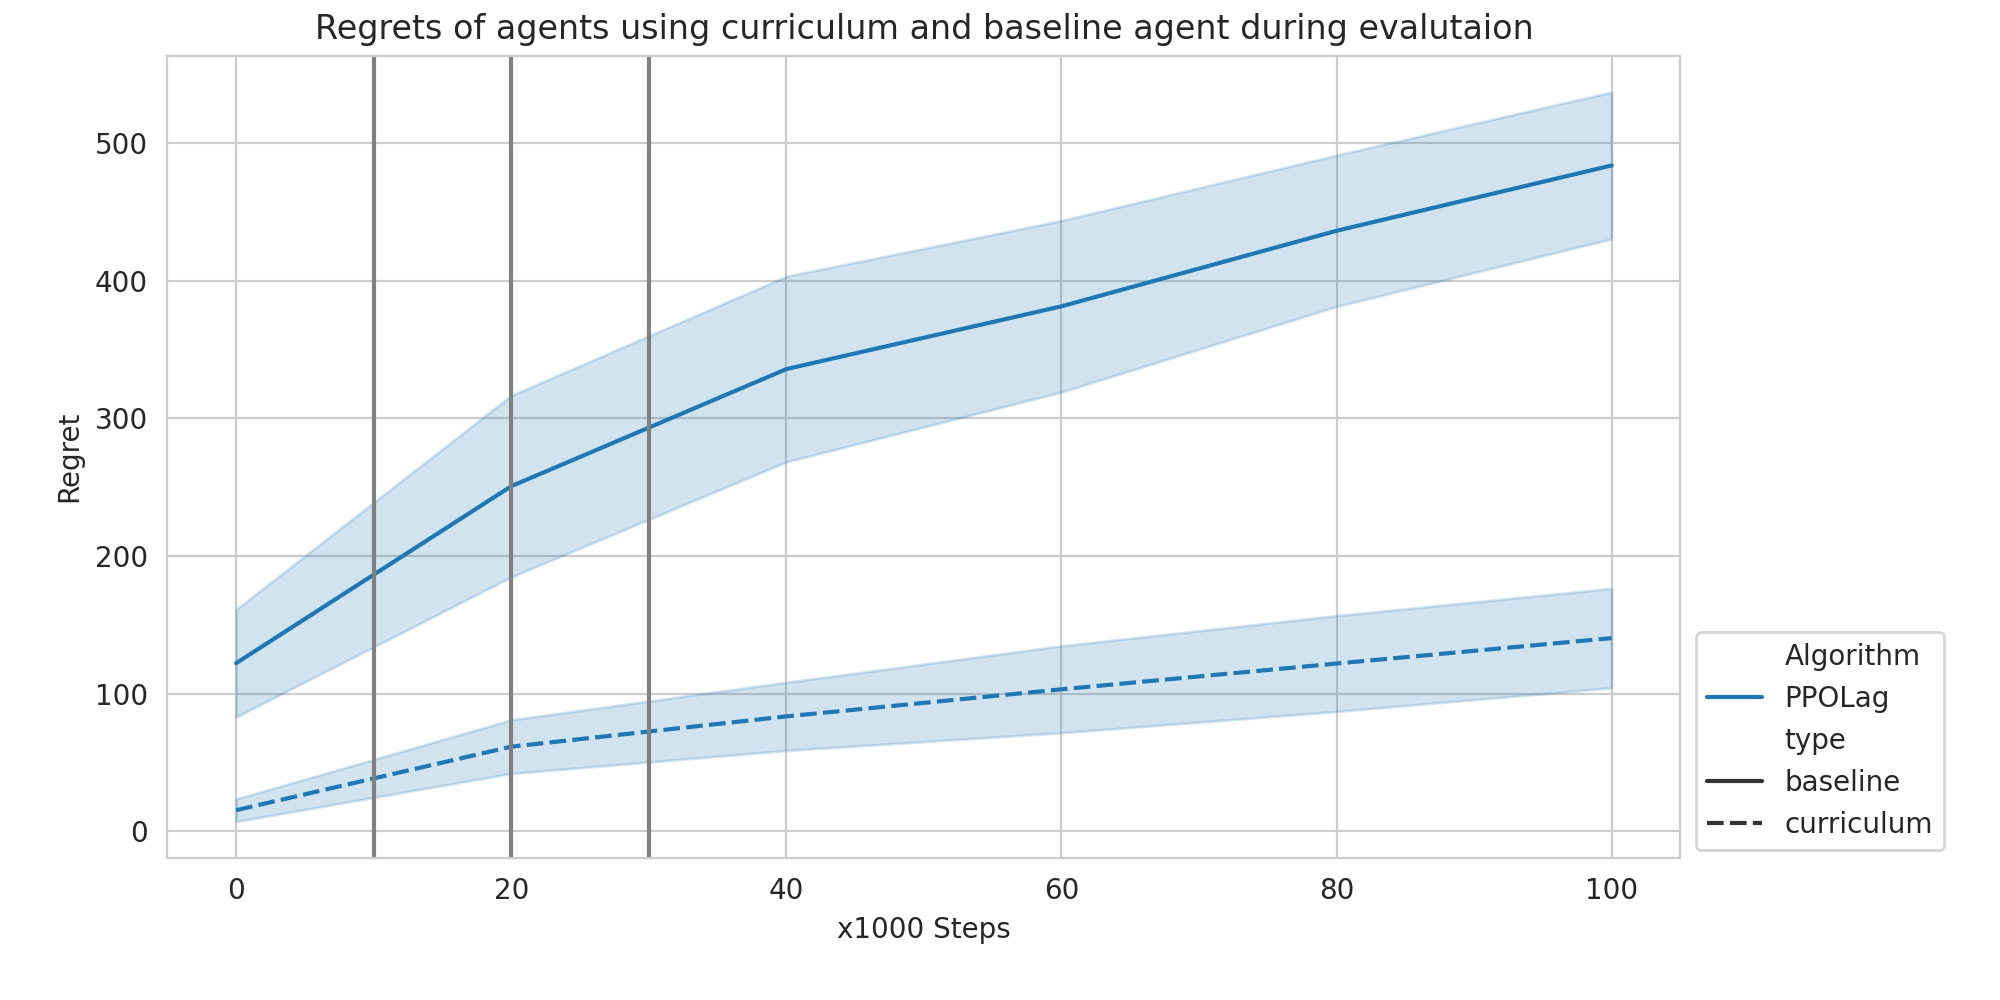 Regrets of agents using curriculum and baseline agent during evalutaion
500
400
300
200
100
0
Regret
0 20 40 60 80 100
x1000 Steps
Algorithm
PPOLag
type
baseline
curriculum